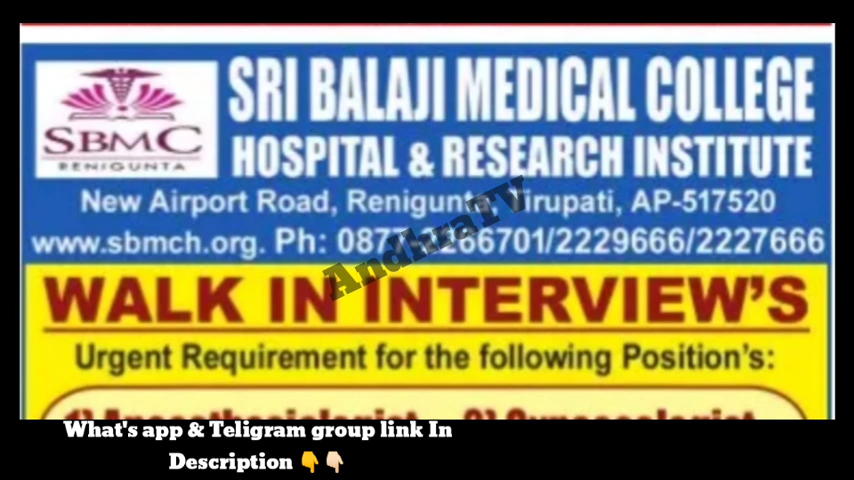 SBMC
RENIGUNTA
SRI BALAJI MEDICAL COLLEGE
HOSPITAL & RESEARCH INSTITUTE
New Airport Road, Renigunta, Tirupati, AP-517520
www.sbmch.org. Ph: 2266701/2229666/2227666
AndhraTV
WALK IN INTERVIEW'S
Urgent Requirement for the following Position's:
What's app & Teligram group link In
Description 👇👇🏻